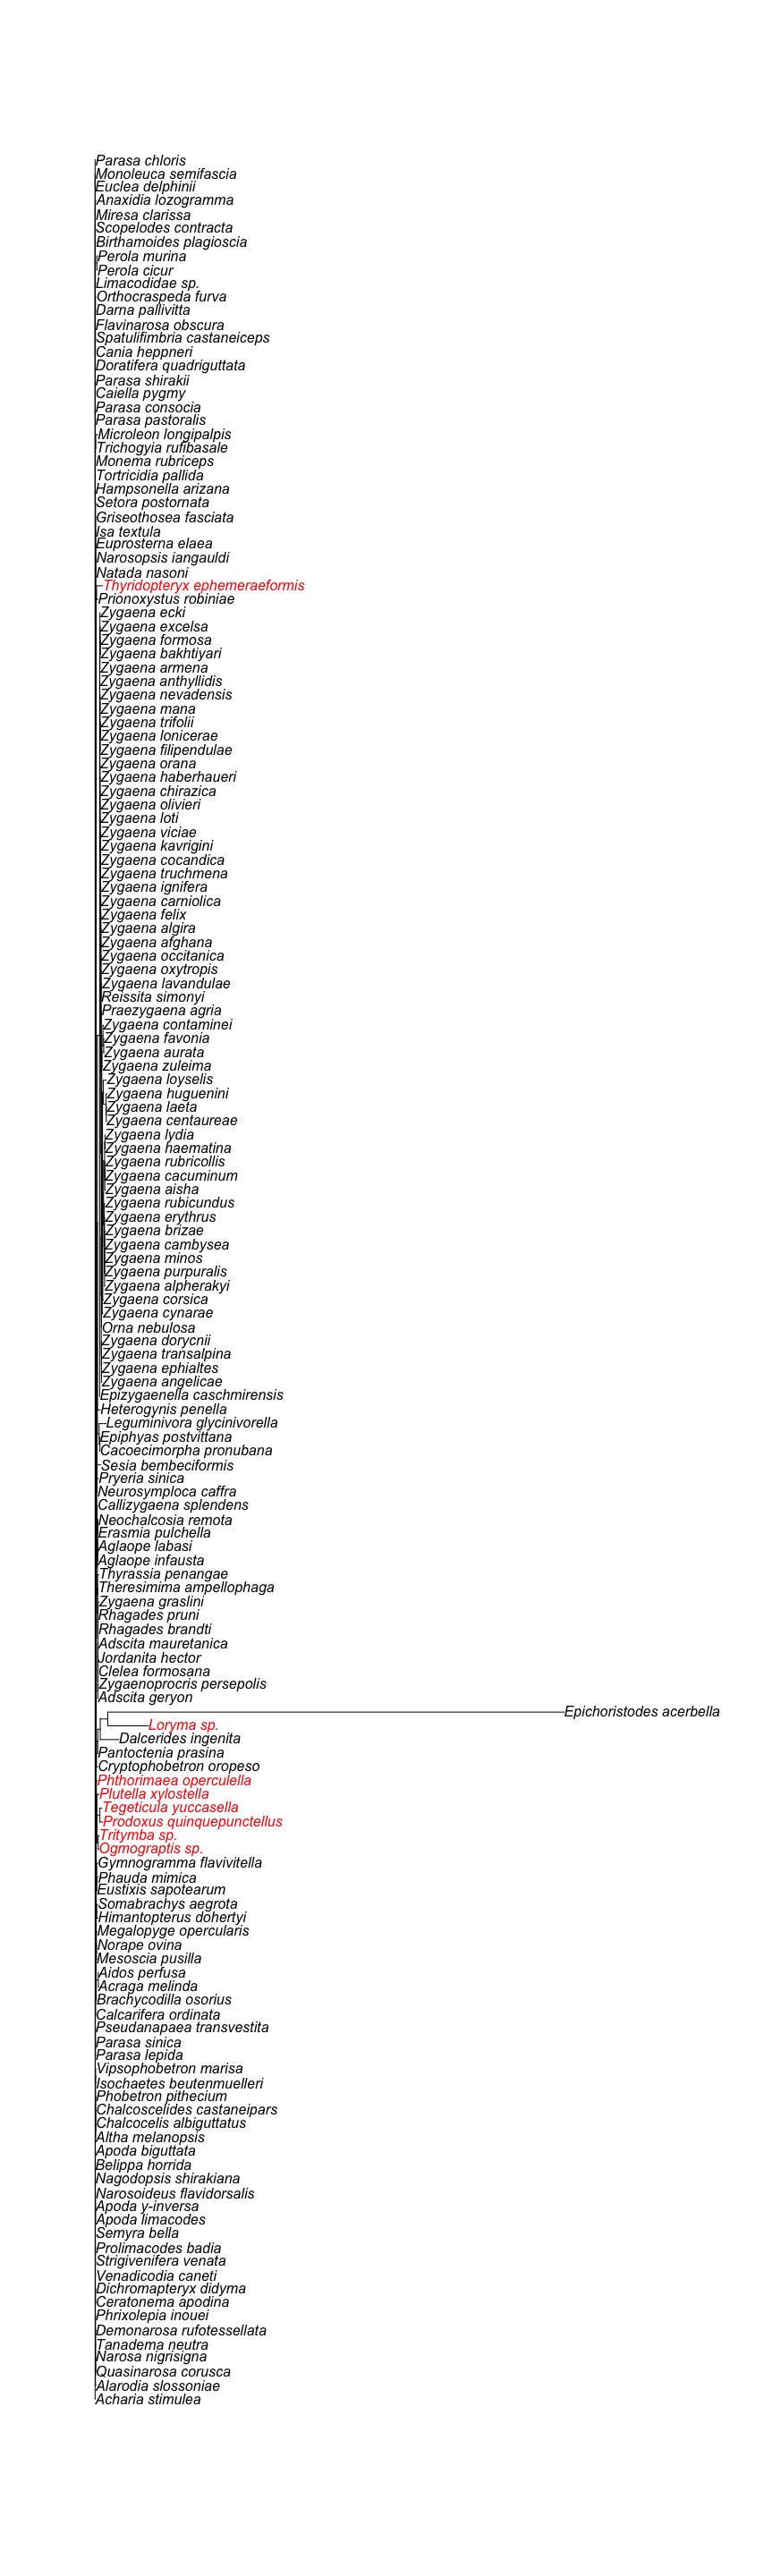 Parasa chloris
Monoleuca semifascia
Euclea delphinii
Anaxidia lozogramma
Miresa clarissa
Scopelodes contracta
Birthamoides plagioscia
Perola murina
Perola cicur
Limacodidae sp.
Orthocraspeda furva
Darna pallivitta
Flavinarosa obscura
Spatulifimbria castaneiceps
Cania heppneri
Doratifera quadriguttata
Parasa shirakii
Caiella pygmy
Parasa consocia
Parasa pastoralis
Microleon longipalpis
Trichogyia rufibasale
Monema rubriceps
Tortricidia pallida
Hampsonella arizana
Setora postornata
Griseothosea fasciata
Isa textula
Euprosterna elaea
Narosopsis iangauldi
Natada nasoni
Thyridopteryx ephemeraeformis
Prionoxystus robiniae
Zygaena ecki
Zygaena excelsa
Zygaena formosa
Zygaena bakhtiyari
Zygaena armena
Zygaena anthyllidis
Zygaena nevadensis
Zygaena mana
Zygaena trifolii
Zygaena lonicerae
Zygaena filipendulae
Zygaena orana
Zygaena haberhaueri
Zygaena chirazica
Zygaena olivieri
Zygaena loti
Zygaena viciae
Zygaena kavrigini
Zygaena cocandica
Zygaena truchmena
Zygaena ignifera
Zygaena carniolica
Zygaena felix
Zygaena algira
Zygaena afghana
Zygaena occitanica
Zygaena oxytropis
Zygaena lavandulae
Reissita simonyi
Praezygaena agria
Zygaena contaminei
Zygaena favonia
Zygaena aurata
Zygaena zuleima
Zygaena loyselis
Zygaena huguenini
Zygaena laeta
Zygaena centaureae
Zygaena lydia
Zygaena haematina
Zygaena rubricollis
Zygaena cacuminum
Zygaena aisha
Zygaena rubicundus
Zygaena erythrus
Zygaena brizae
Zygaena cambysea
Zygaena minos
Zygaena purpuralis
Zygaena alpherakyi
Zygaena corsica
Zygaena cynarae
Orna nebulosa
Zygaena dorycnii
Zygaena transalpina
Zygaena ephialtes
Zygaena angelicae
Epizygaenella caschmirensis
Heterogynis penella
Leguminivora glycinivorella
Epiphyas postvittana
Cacoecimorpha pronubana
Sesia bembeciformis
Pryeria sinica
Neurosymploca caffra
Callizygaena splendens
Neochalcosia remota
Erasmia pulchella
Aglaope labasi
Aglaope infausta
Thyrassia penangae
Theresimima ampellophaga
Zygaena graslini
Rhagades pruni
Rhagades brandti
Adscita mauretanica
Jordanita hector
Clelea formosana
Zygaenoprocris persepolis
Adscita geryon
Epichoristodes acerbella
Loryma sp.
Dalcerides ingenita
Pantoctenia prasina
Cryptophobetron oropeso
Phthorimaea operculella
Plutella xylostella
Tegeticula yuccasella
Prodoxus quinquepunctellus
Tritymba sp.
Ogmograptis sp.
Gymnogramma flavivitella
Phauda mimica
Eustixis sapotearum
Somabrachys aegrota
Himantopterus dohertyi
Megalopyge opercularis
Norape ovina
Mesoscia pusilla
Aidos perfusa
Acraga melinda
Brachycodilla osorius
Calcarifera ordinata
Pseudanapaea transvestita
Parasa sinica
Parasa lepida
Vipsophobetron marisa
Isochaetes beutenmuelleri
Phobetron pithecium
Chalcoscelides castaneipars
Chalcocelis albiguttatus
Altha melanopsis
Apoda biguttata
Belippa horrida
Nagodopsis shirakiana
Narosoideus flavidorsalis
Apoda y-inversa
Apoda limacodes
Semyra bella
Prolimacodes badia
Strigivenifera venata
Venadicodia caneti
Dichromapteryx didyma
Ceratonema apodina
Phrixolepia inouei
Demonarosa rufotessellata
Tanadema neutra
Narosa nigrisigna
Quasinarosa corusca
Alarodia slossoniae
Acharia stimulea